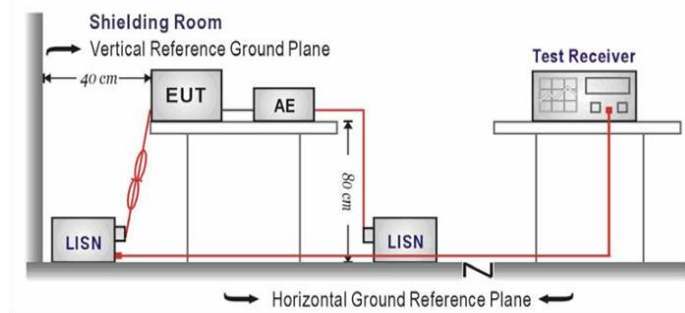 Shielding Room
Vertical Reference Ground Plane
Test Receiver
40 cm
EUT
AE
80 cm
LISN
LISN
Horizontal Ground Reference Plane